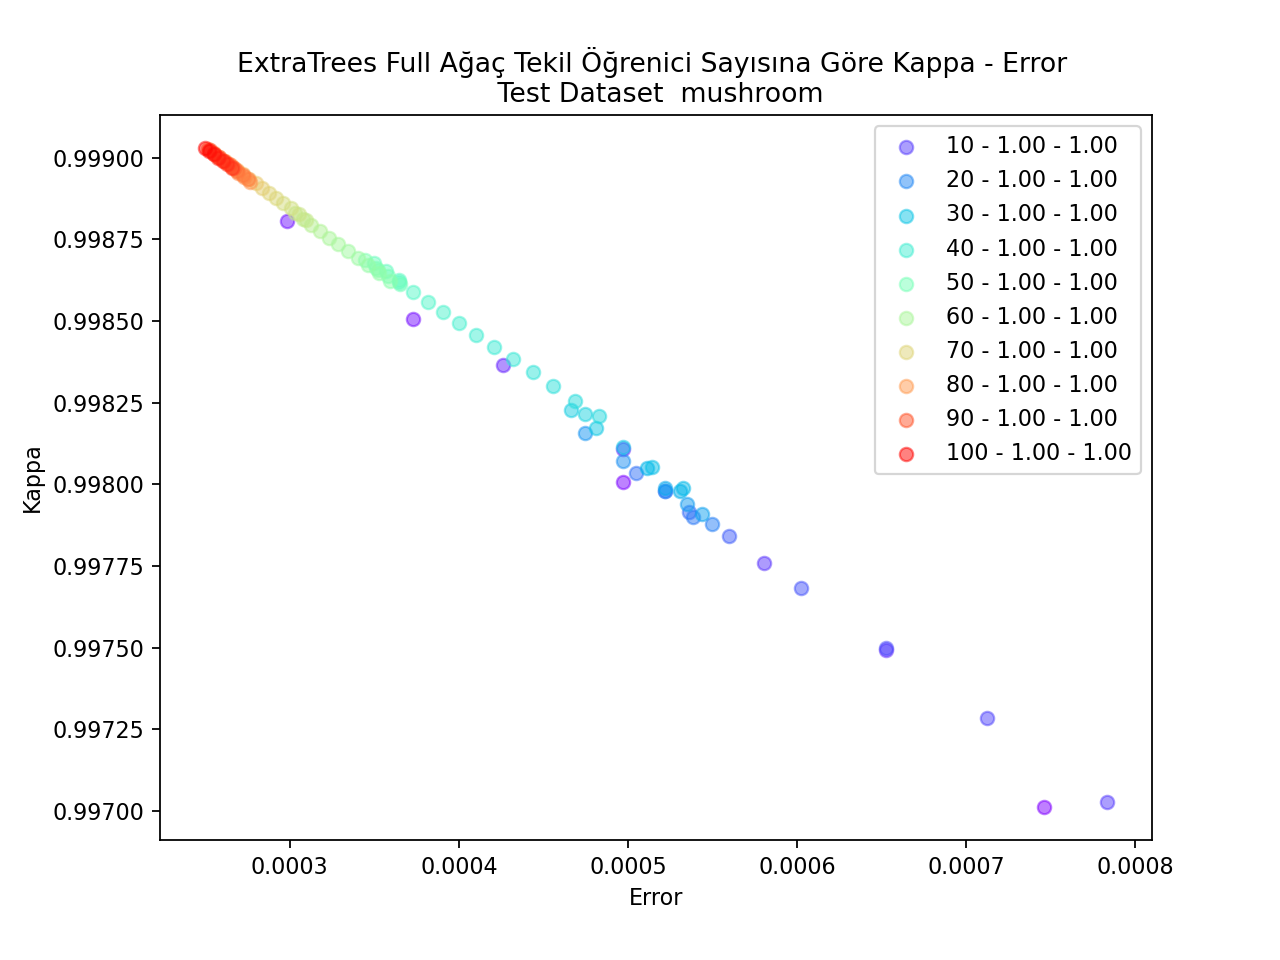 ExtraTrees Full Ağaç Tekil Öğrenici Sayısına Göre Kappa - Error
Test Dataset  mushroom
0.99900
0.99875
0.99850
0.99825
0.99800
0.99775
0.99750
0.99725
0.99700
Kappa
10 - 1.00 - 1.00
20 - 1.00 - 1.00
30 - 1.00 - 1.00
40 - 1.00 - 1.00
50 - 1.00 - 1.00
60 - 1.00 - 1.00
70 - 1.00 - 1.00
80 - 1.00 - 1.00
90 - 1.00 - 1.00
100 - 1.00 - 1.00
0.0003 0.0004 0.0005 0.0006 0.0007 0.0008
Error